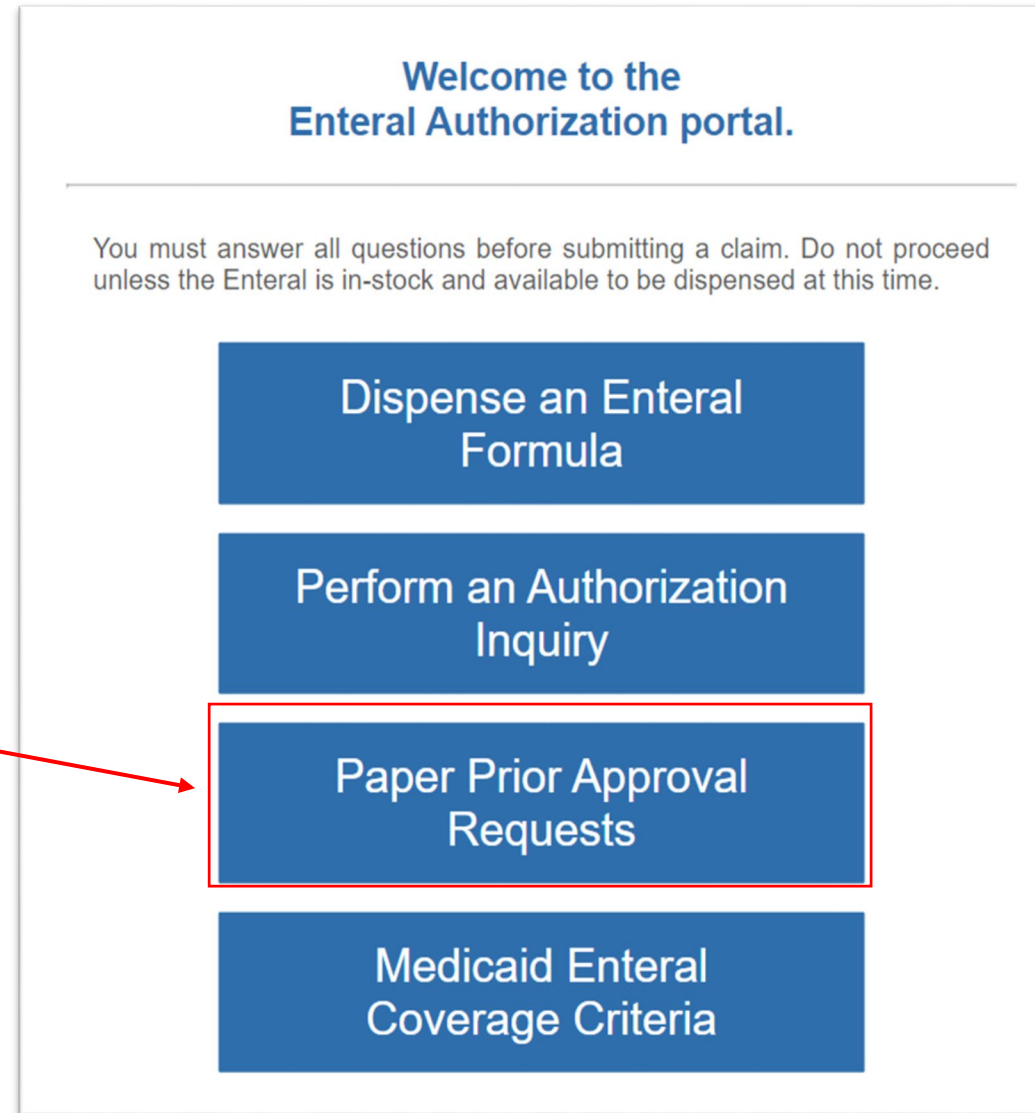 Welcome to the
Enteral Authorization portal.
You must answer all questions before submitting a claim. Do not proceed
unless the Enteral is in-stock and available to be dispensed at this time.
Dispense an Enteral
Formula
Perform an Authorization
Inquiry
Paper Prior Approval
Requests
Medicaid Enteral
Coverage Criteria